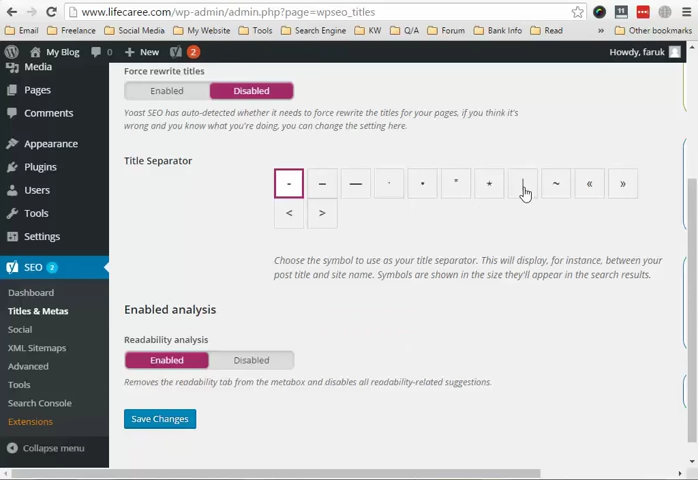 www.lifecaree.com/wp-admin/admin.php?page=wpseo_titles
Email Freelance Social Media My Website Tools Search Engine KW Q/A Forum Bank Info Read » Other bookmarks
My Blog 0 + New 2 Howdy, faruk
Media
Pages
Comments
Appearance
Plugins
Users
Tools
Settings
SEO 2
Dashboard
Titles & Metas
Social
XML Sitemaps
Advanced
Tools
Search Console
Extensions
Collapse menu
Force rewrite titles
Enabled Disabled
Yoast SEO has auto-detected whether it needs to force rewrite the titles for your pages, if you think it's
wrong and you know what you're doing, you can change the setting here.
Title Separator
- – — · • * ⋆ | ~ « »
< >
Choose the symbol to use as your title separator. This will display, for instance, between your
post title and site name. Symbols are shown in the size they'll appear in the search results.
Enabled analysis
Readability analysis
Enabled Disabled
Removes the readability tab from the metabox and disables all readability-related suggestions.
Save Changes